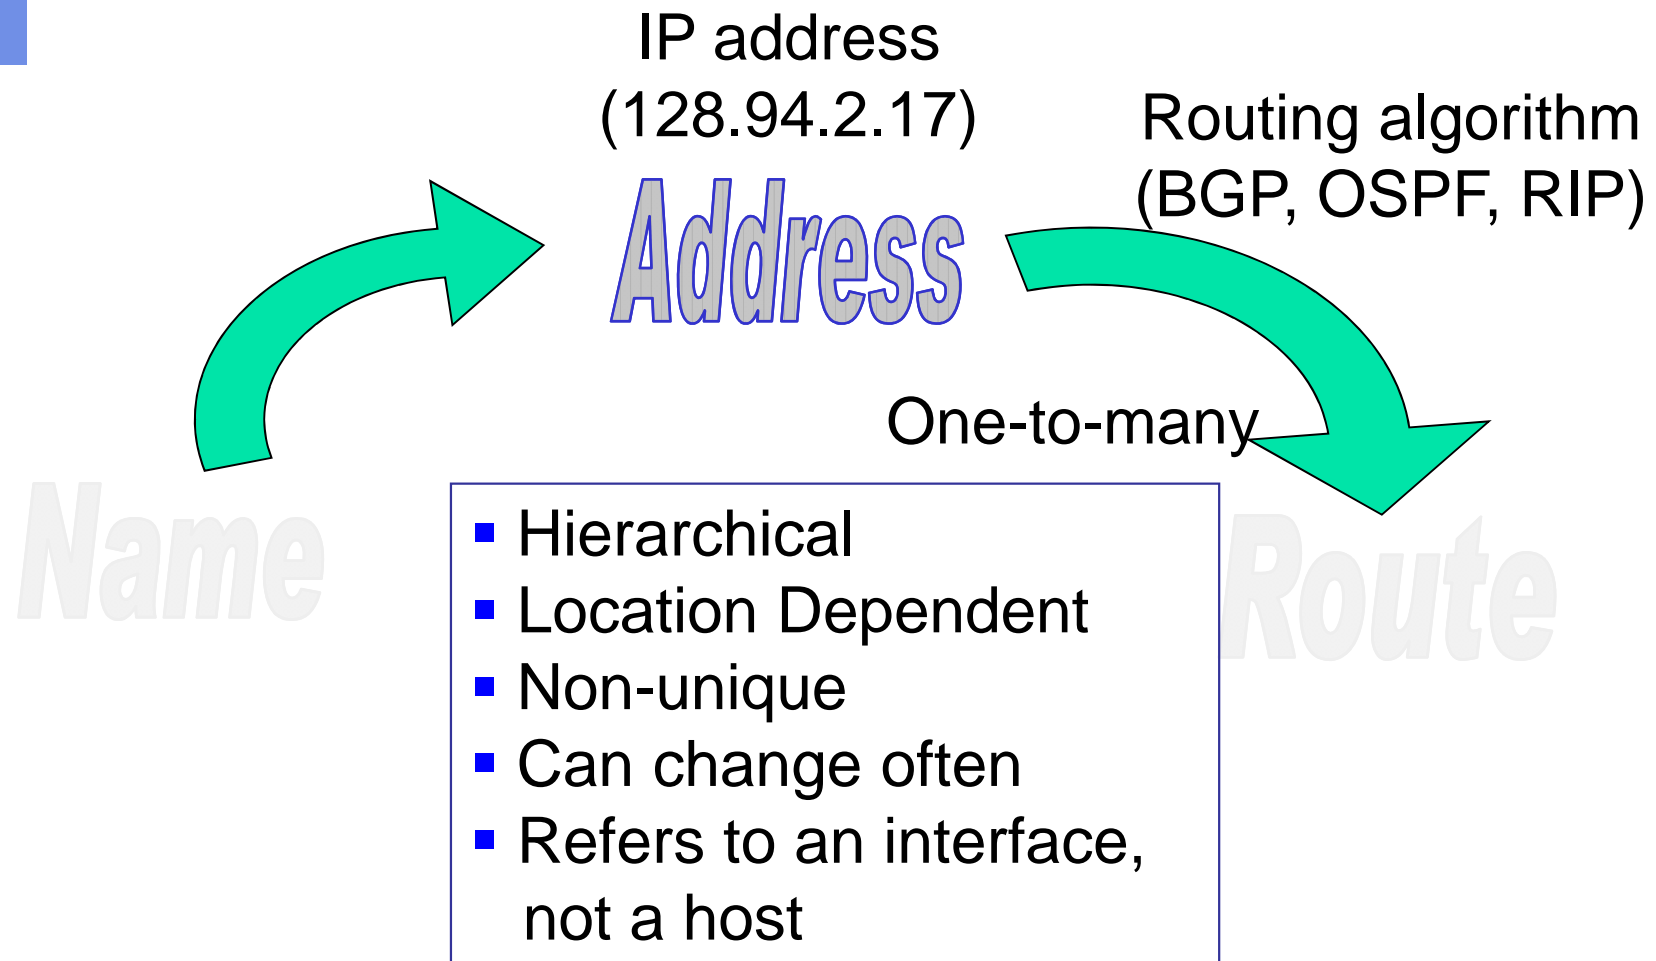 IP address
(128.94.2.17)
Routing algorithm
(BGP, OSPF, RIP)
Address
One-to-many
Name
Route
Hierarchical
Location Dependent
Non-unique
Can change often
Refers to an interface,
not a host